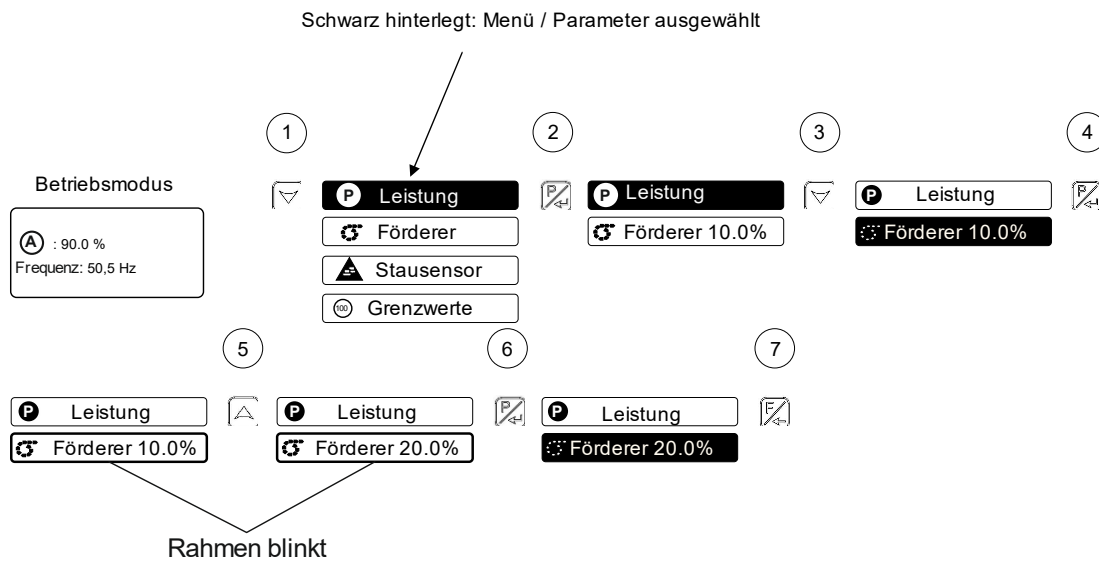 Schwarz hinterlegt: Menü / Parameter ausgewählt
1
2
3
4
Betriebsmodus
A : 90.0 %
Frequenz: 50,5 Hz
P Leistung
Förderer
Stausensor
100 Grenzwerte
P
P Leistung
Förderer 10.0%
P Leistung
Förderer 10.0%
P
5
6
7
P Leistung
Förderer 10.0%
P Leistung
Förderer 20.0%
P
P Leistung
Förderer 20.0%
F
Rahmen blinkt